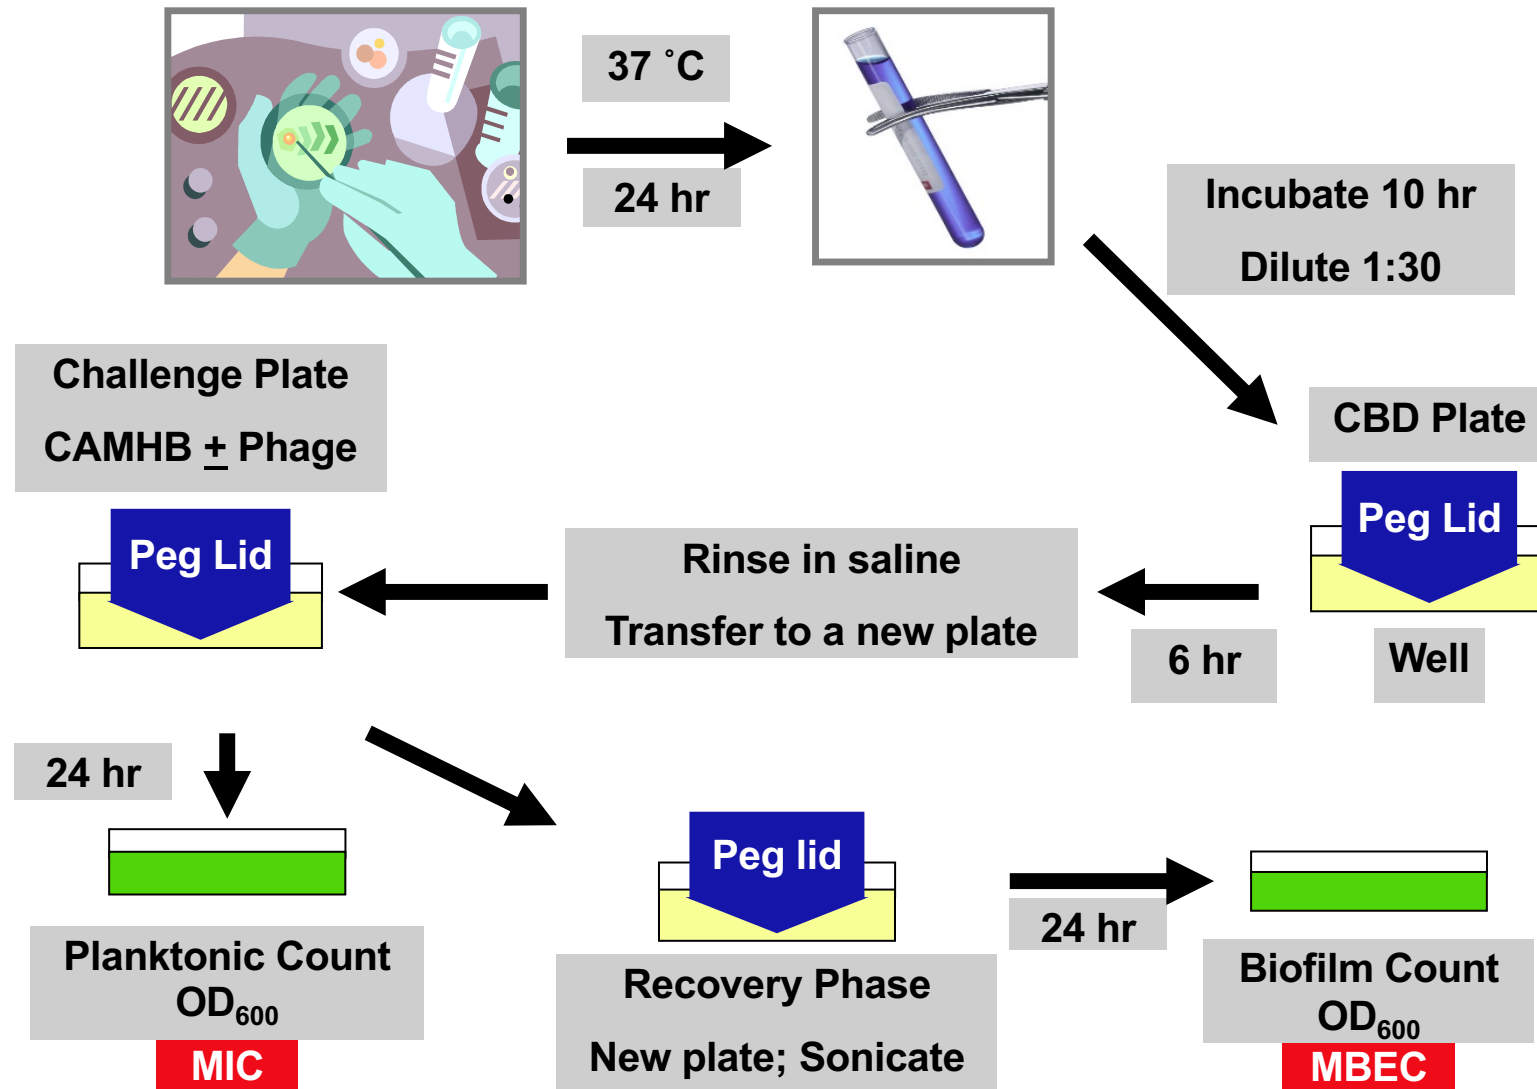 37 ˚C
24 hr
Incubate 10 hr
Dilute 1:30
CBD Plate
Peg Lid
Well
6 hr
Rinse in saline
Transfer to a new plate
Challenge Plate
CAMHB + Phage
Peg Lid
24 hr
Planktonic Count
OD600
MIC
Peg lid
Recovery Phase
New plate; Sonicate
24 hr
Biofilm Count
OD600
MBEC